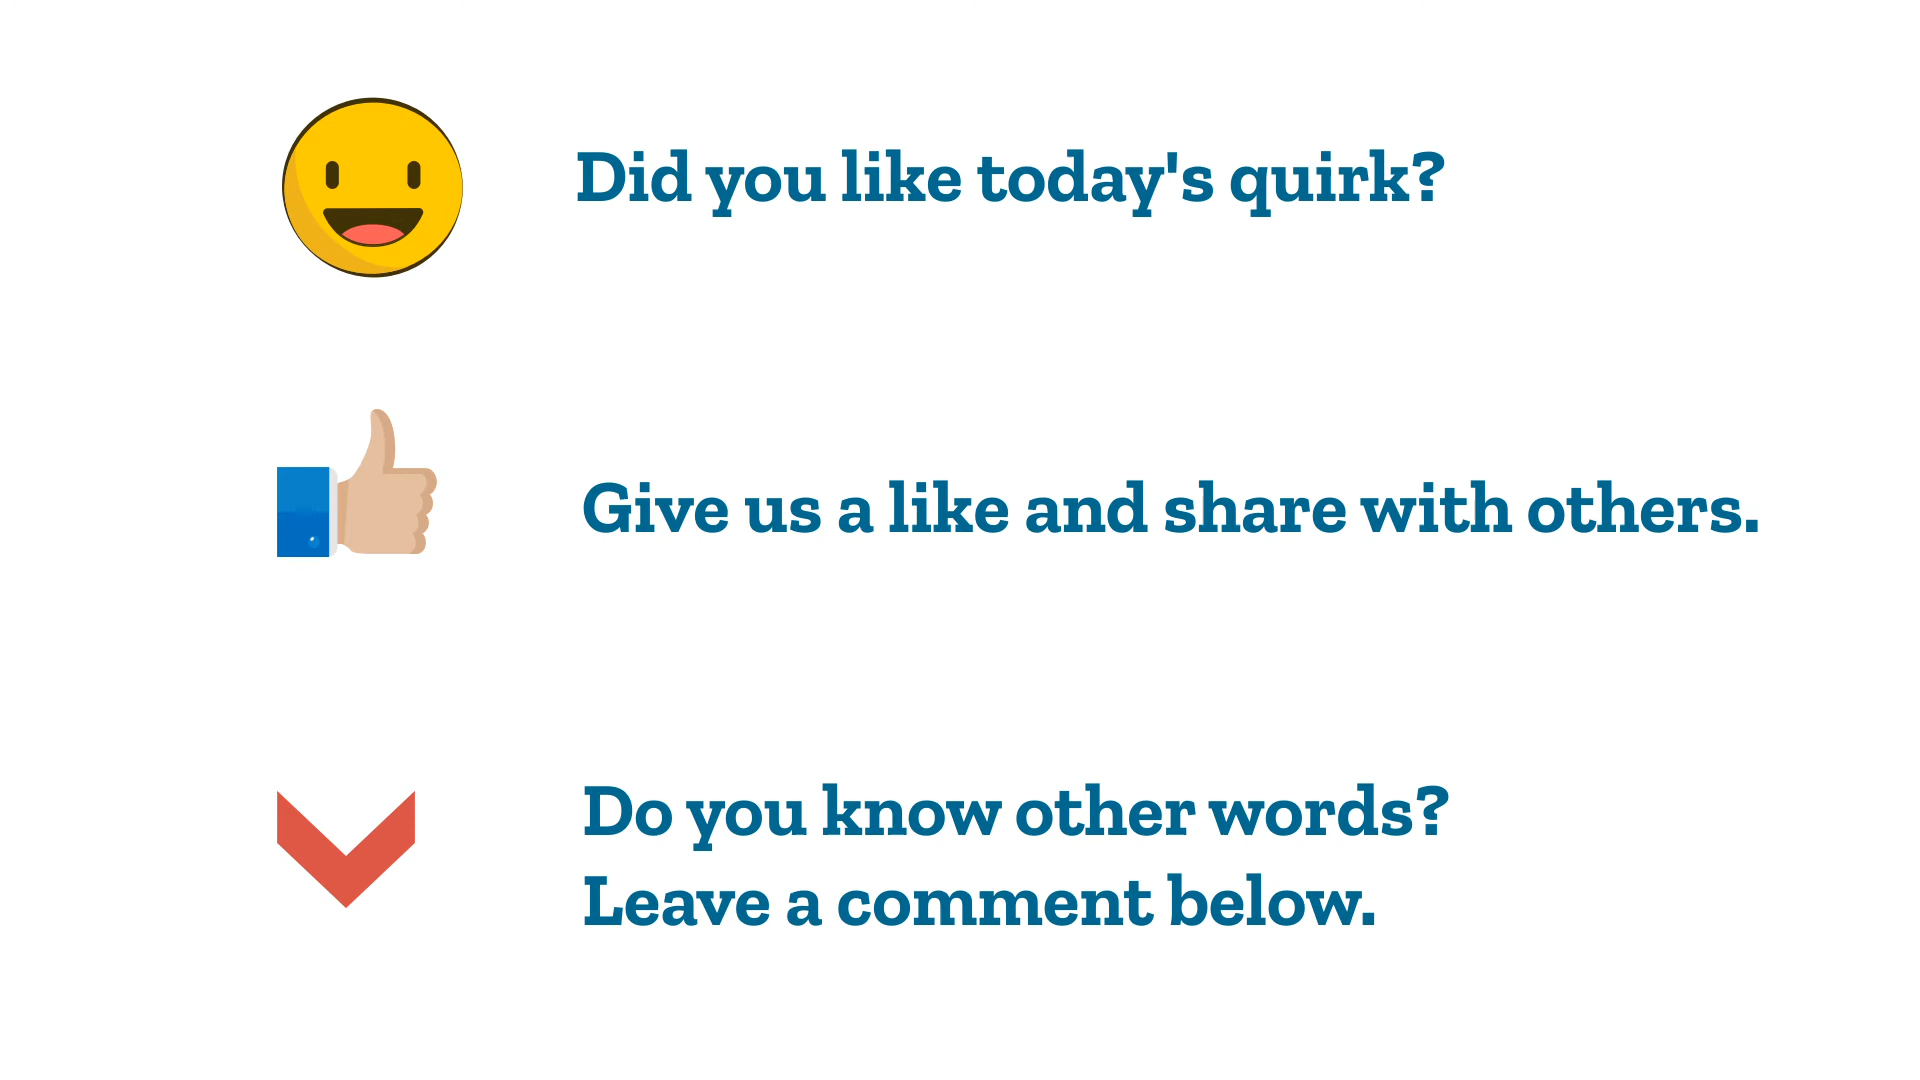 Did you like today's quirk?
Give us a like and share with others.
Do you know other words?
Leave a comment below.